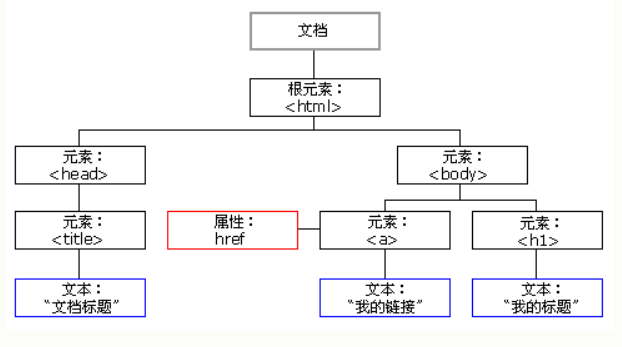 文档
根元素：
<html>
元素：
<head>
元素：
<body>
元素：
<title>
属性：
href
元素：
<a>
元素：
<h1>
文本：
“文档标题”
文本：
“我的链接”
文本：
“我的标题”